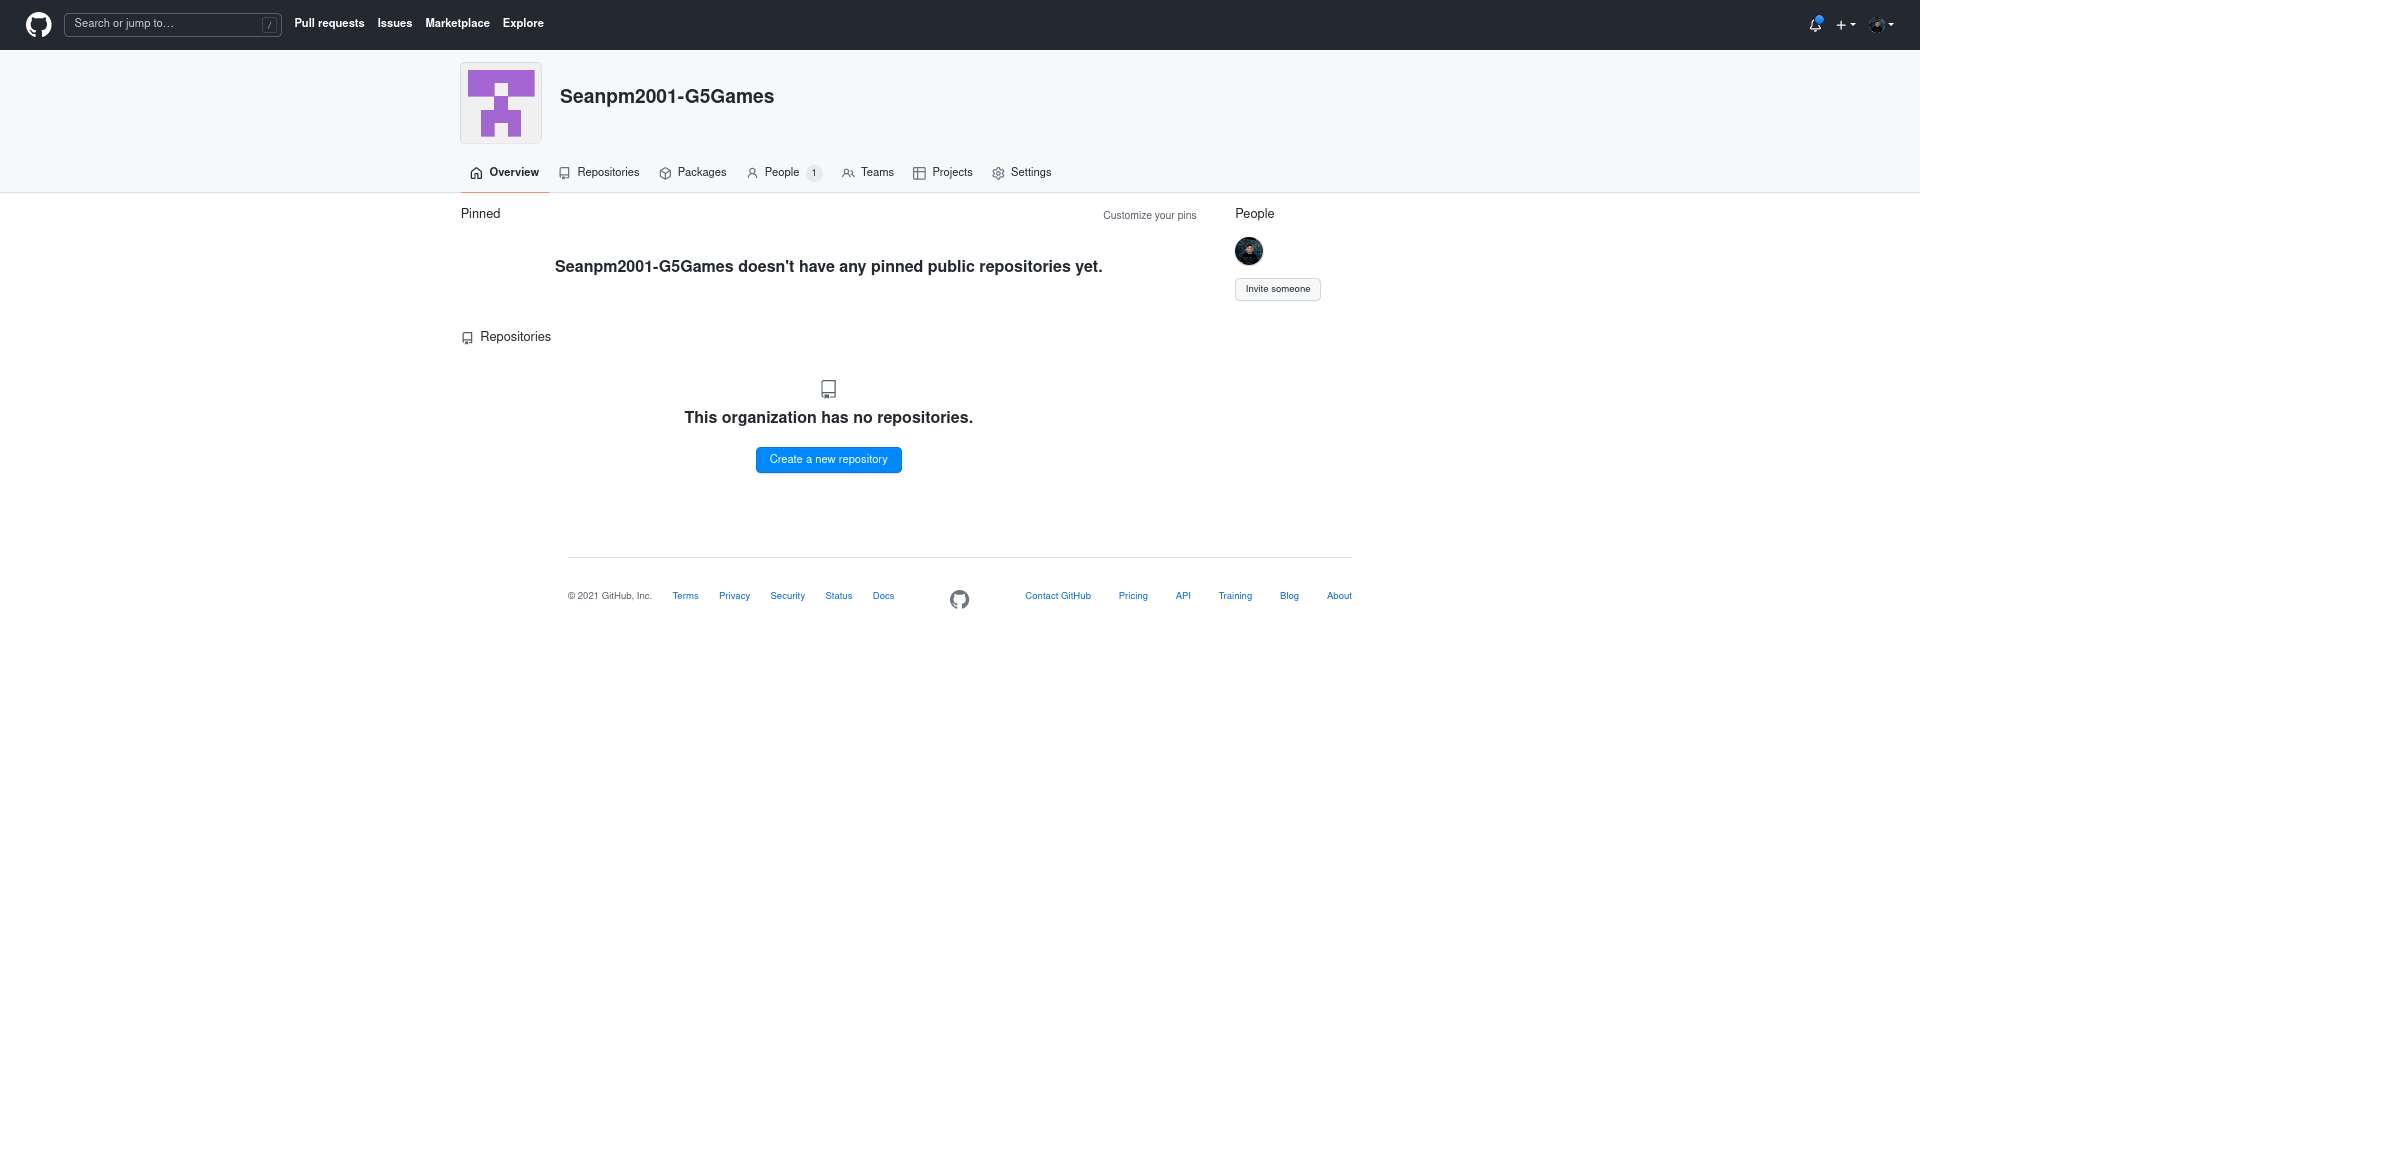 Search or jump to… /
Pull requests Issues Marketplace Explore
Seanpm2001-G5Games
Overview Repositories Packages People 1 Teams Projects Settings
Pinned
Customize your pins
Seanpm2001-G5Games doesn't have any pinned public repositories yet.
People
Invite someone
Repositories
This organization has no repositories.
Create a new repository
© 2021 GitHub, Inc. Terms Privacy Security Status Docs Contact GitHub Pricing API Training Blog About